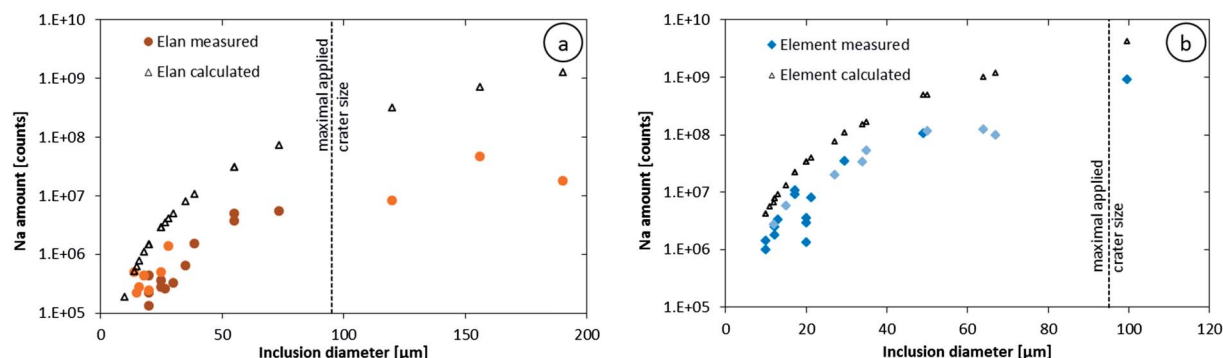 1.E+10
1.E+09
1.E+08
1.E+07
1.E+06
1.E+05
Na amount [counts]
Elan measured
Elan calculated
maximal applied
crater size
a
0
50
100
150
200
Inclusion diameter [µm]
1.E+10
1.E+09
1.E+08
1.E+07
1.E+06
1.E+05
Na amount [counts]
Element measured
Element calculated
maximal applied
crater size
b
0
20
40
60
80
100
120
Inclusion diameter [µm]